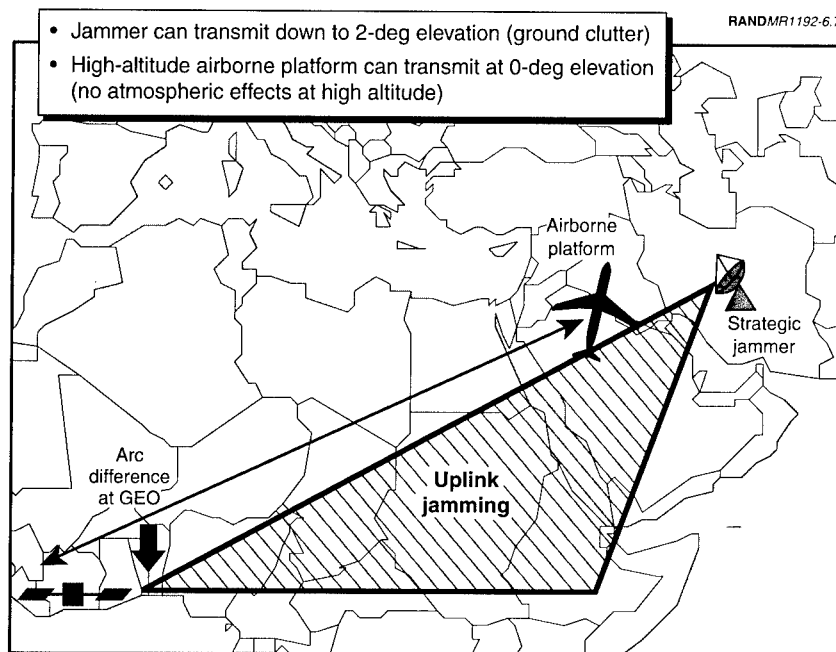 RANDMR1192-6.7
• Jammer can transmit down to 2-deg elevation (ground clutter)
• High-altitude airborne platform can transmit at 0-deg elevation
(no atmospheric effects at high altitude)
Airborne
platform
Strategic
jammer
Arc
difference
at GEO
Uplink
jamming